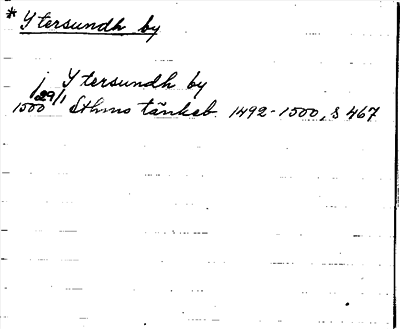 * Ytersundh by
j Ytersundh by
1500 29/1 Sthms tänkeb. 1492-1500, s 467